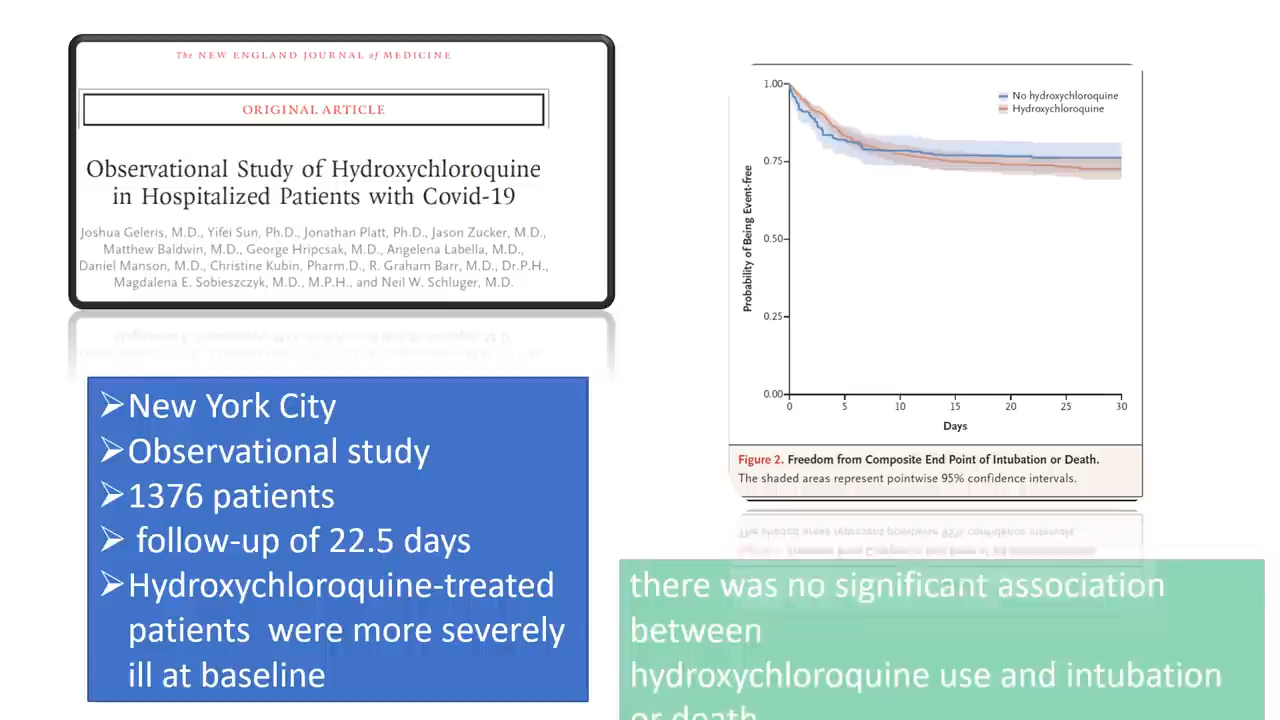 The NEW ENGLAND JOURNAL of MEDICINE
ORIGINAL ARTICLE
Observational Study of Hydroxychloroquine
in Hospitalized Patients with Covid-19
Joshua Geleris, M.D., Yifei Sun, Ph.D., Jonathan Platt, Ph.D., Jason Zucker, M.D.,
Matthew Baldwin, M.D., George Hripcsak, M.D., Angelena Labella, M.D.,
Daniel Manson, M.D., Christine Kubin, Pharm.D., R. Graham Barr, M.D., Dr.P.H.,
Magdalena E. Sobieszczyk, M.D., M.P.H., and Neil W. Schluger, M.D.
➢New York City
➢Observational study
➢1376 patients
➢ follow-up of 22.5 days
➢Hydroxychloroquine-treated
patients were more severely
ill at baseline
No hydroxychloroquine
Hydroxychloroquine
Probability of Being Event-free
1.00
0.75
0.50
0.25
0.00
0 5 10 15 20 25 30
Days
Figure 2. Freedom from Composite End Point of Intubation or Death.
The shaded areas represent pointwise 95% confidence intervals.
there was no significant association
between
hydroxychloroquine use and intubation
or death